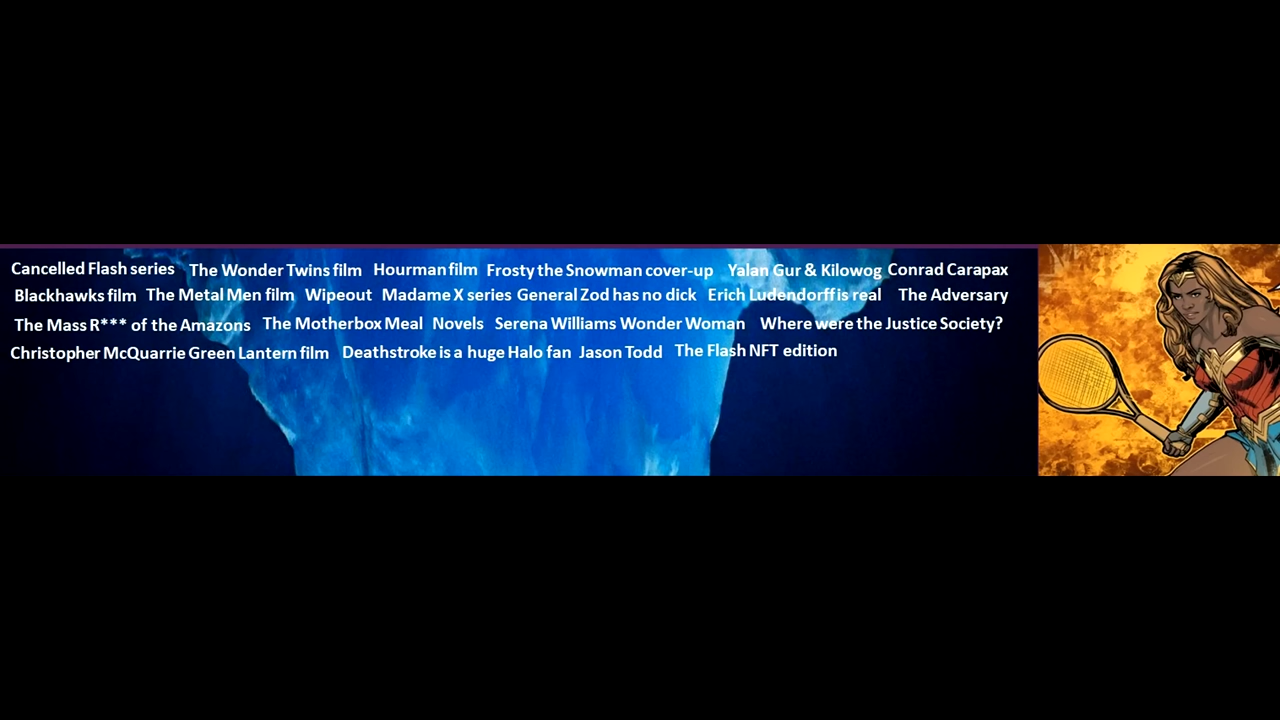 Cancelled Flash series The Wonder Twins film Hourman film Frosty the Snowman cover-up Yalan Gur & Kilowog Conrad Carapax
Blackhawks film The Metal Men film Wipeout Madame X series General Zod has no dick Erich Ludendorff is real The Adversary
The Mass R*** of the Amazons The Motherbox Meal Novels Serena Williams Wonder Woman Where were the Justice Society?
Christopher McQuarrie Green Lantern film Deathstroke is a huge Halo fan Jason Todd The Flash NFT edition